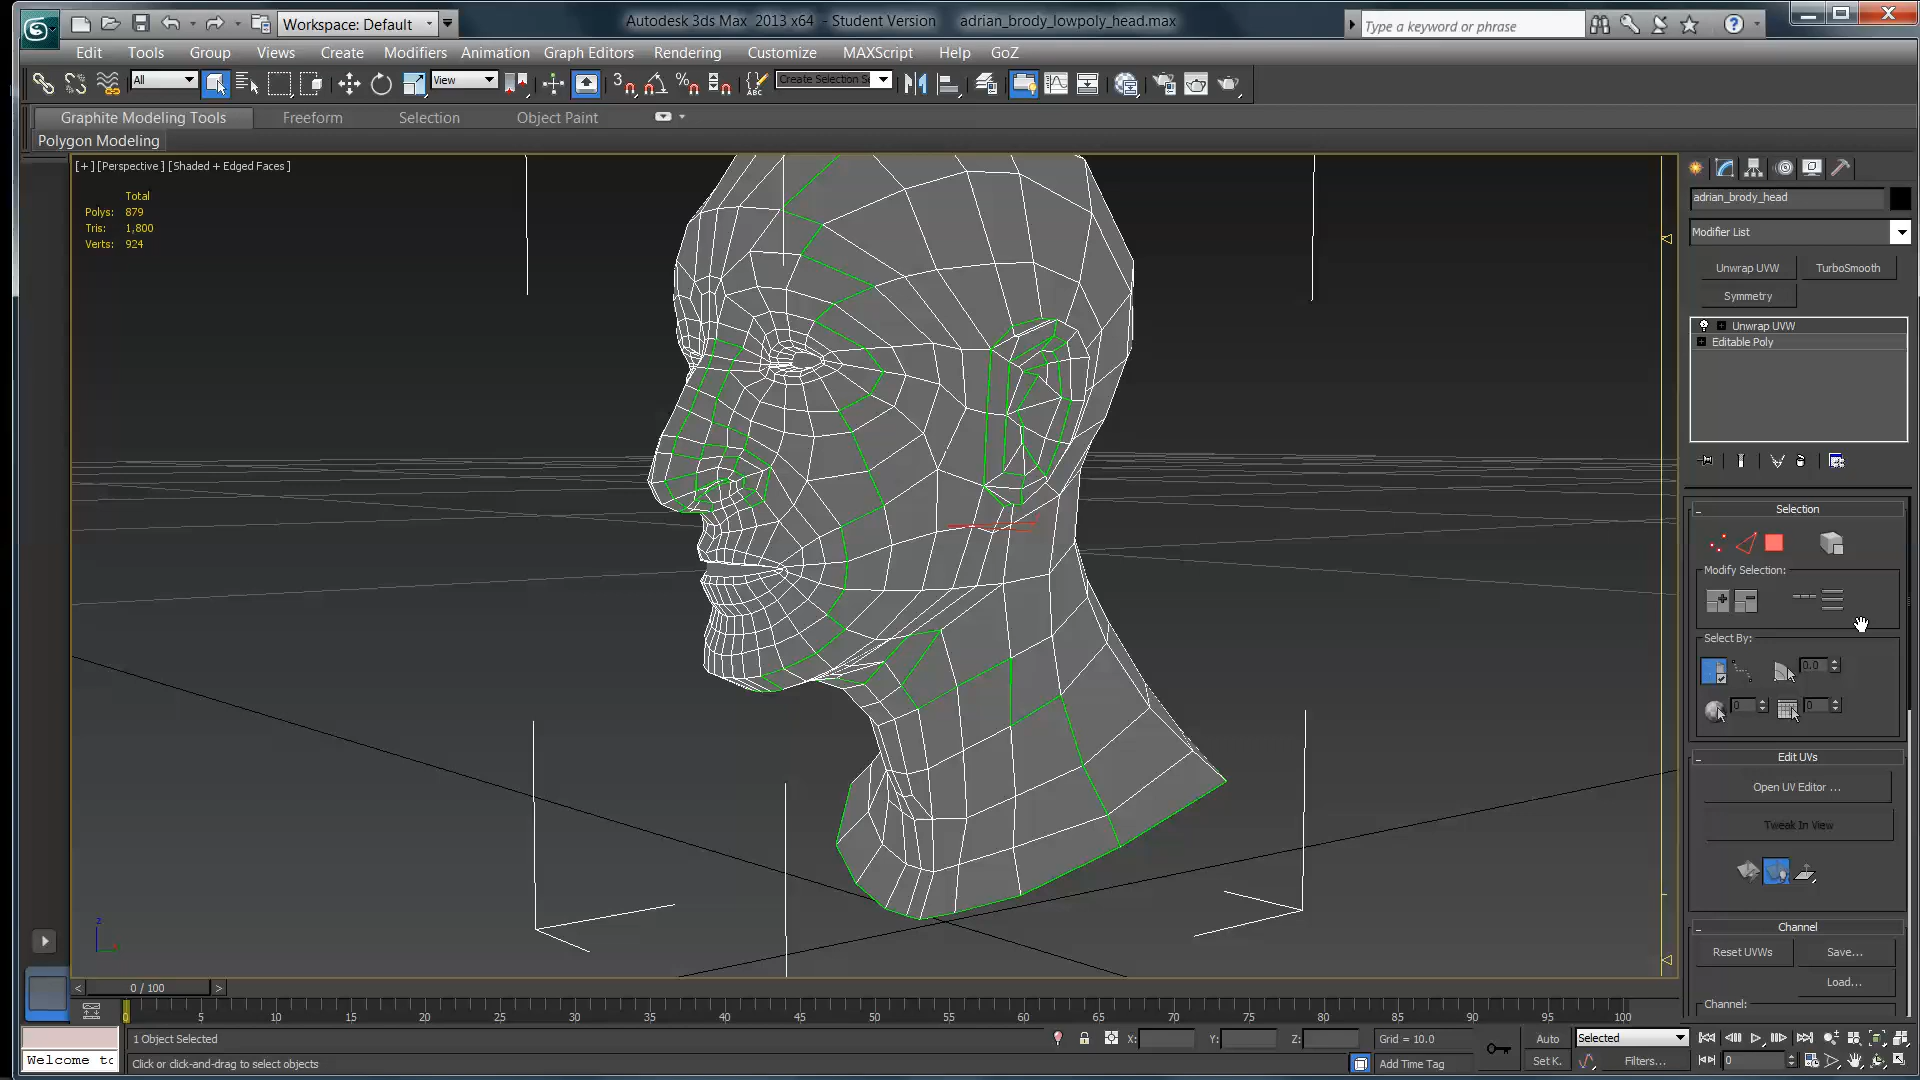 Workspace: Default
Autodesk 3ds Max 2013 x64 - Student Version adrian_brody_lowpoly_head.max
Type a keyword or phrase
Edit Tools Group Views Create Modifiers Animation Graph Editors Rendering Customize MAXScript Help GoZ
All View 3 Create Selection Se
Graphite Modeling Tools Freeform Selection Object Paint
Polygon Modeling
[+][Perspective][Shaded + Edged Faces]
Total
Polys: 879
Tris: 1,800
Verts: 924
adrian_brody_head
Modifier List
Unwrap UVW TurboSmooth
Symmetry
Unwrap UVW
Editable Poly
Selection
Modify Selection:
Select By:
0.0
0 0
Edit UVs
Open UV Editor ...
Tweak In View
Channel
Reset UVWs Save...
Load...
Channel:
z
0 / 100
0 5 10 15 20 25 30 35 40 45 50 55 60 65 70 75 80 85 90 95 100
1 Object Selected X: Y: Z: Grid = 10.0 Auto Selected
Welcome to Click or click-and-drag to select objects Add Time Tag Set K. Filters... 0